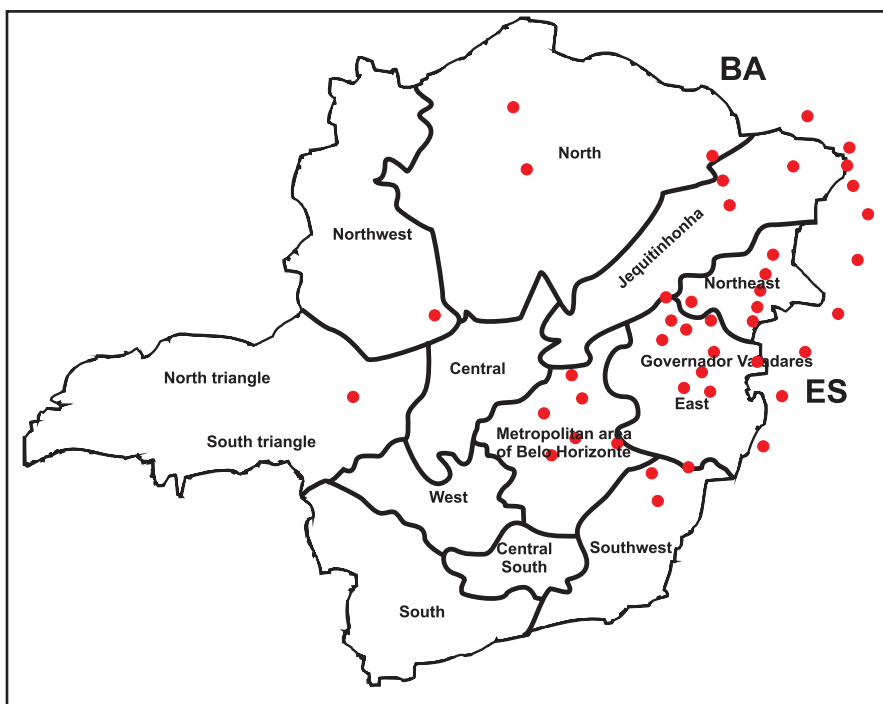 BA
North
Northwest
Jequitinhonha
Northeast
North triangle
Central
Governador Valadares
ES
East
South triangle
Metropolitan area
of Belo Horizonte
West
Central
South
Southwest
South